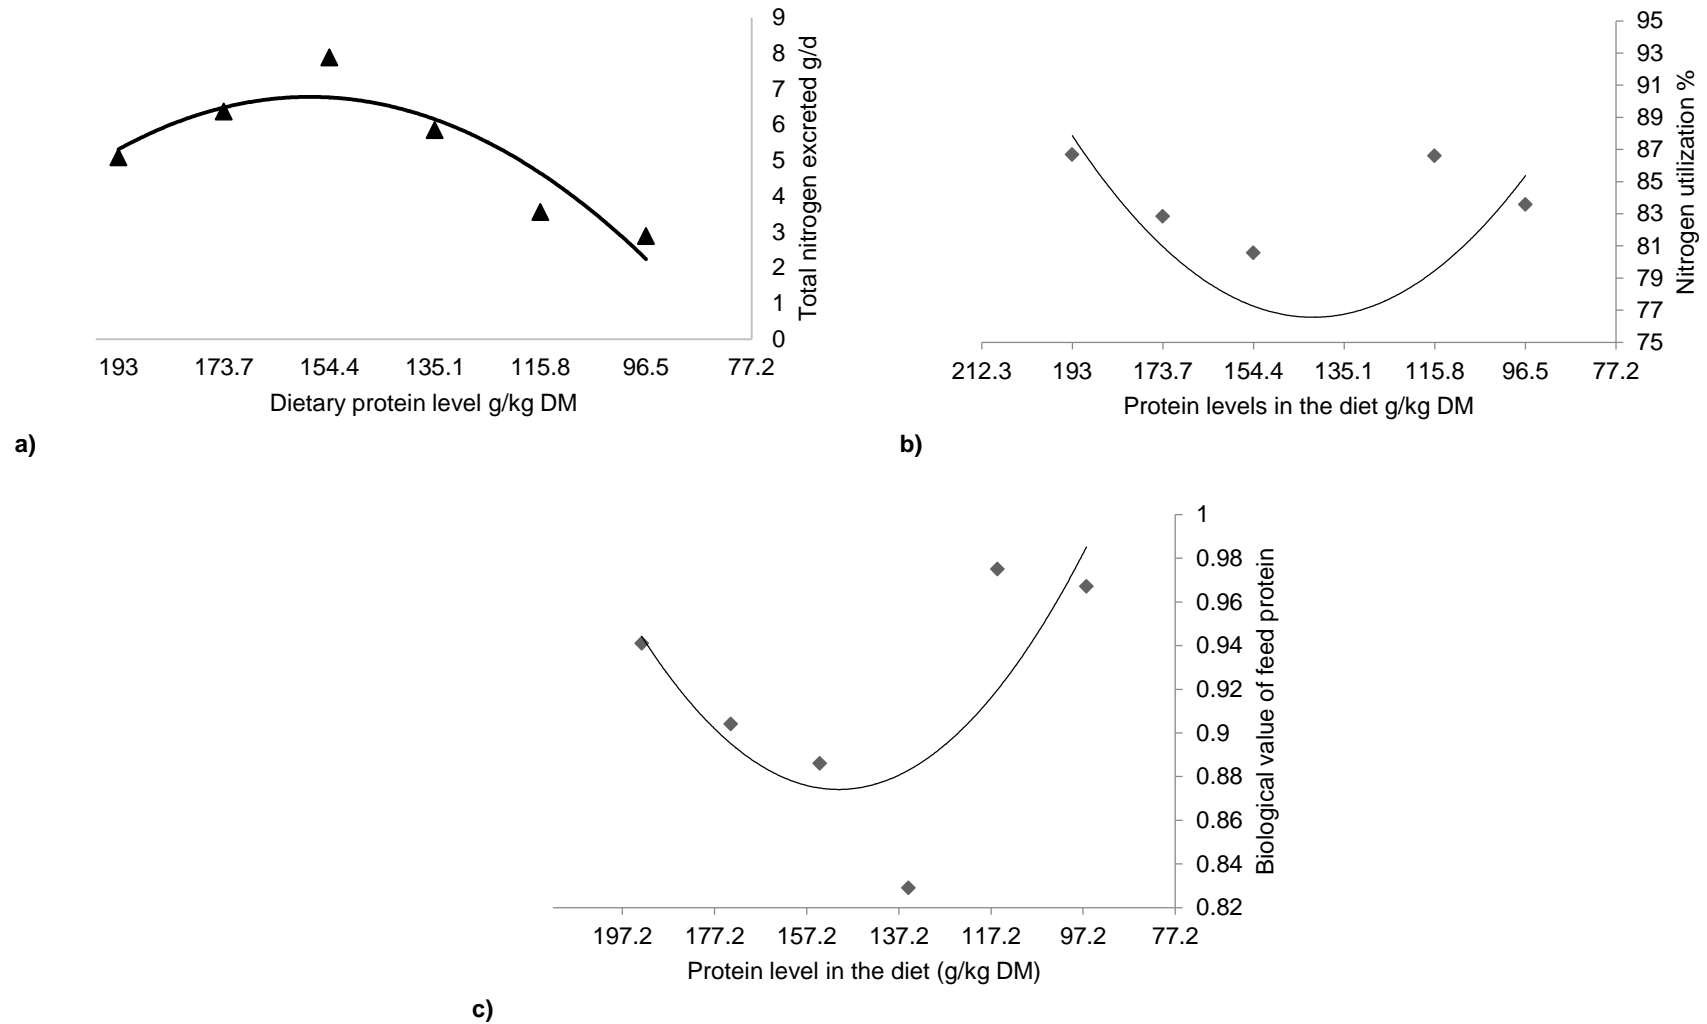 9
8
7
6
5
4
3
2
1
0
Total nitrogen excreted g/d
193 173.7 154.4 135.1 115.8 96.5 77.2
Dietary protein level g/kg DM
a)
95
93
91
89
87
85
83
81
79
77
75
Nitrogen utilization %
212.3 193 173.7 154.4 135.1 115.8 96.5 77.2
Protein levels in the diet g/kg DM
b)
1
0.98
0.96
0.94
0.92
0.9
0.88
0.86
0.84
0.82
Biological value of feed protein
197.2 177.2 157.2 137.2 117.2 97.2 77.2
Protein level in the diet (g/kg DM)
c)